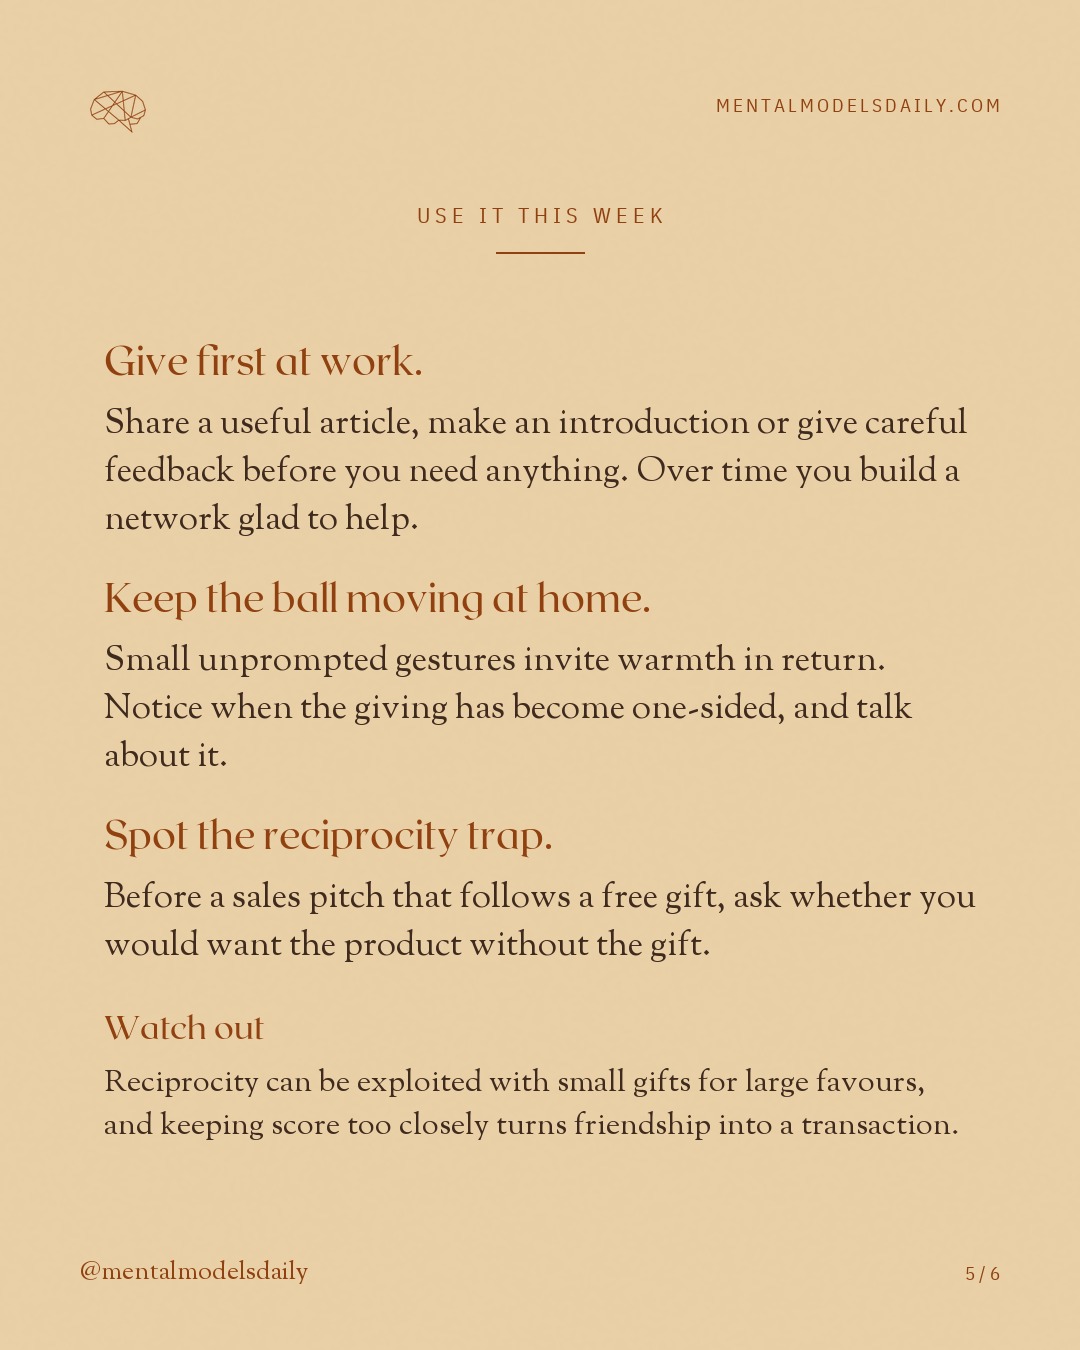 MENTALMODELSDAILY.COM
USE IT THIS WEEK
Give first at work.
Share a useful article, make an introduction or give careful
feedback before you need anything. Over time you build a
network glad to help.
Keep the ball moving at home.
Small unprompted gestures invite warmth in return.
Notice when the giving has become one-sided, and talk
about it.
Spot the reciprocity trap.
Before a sales pitch that follows a free gift, ask whether you
would want the product without the gift.
Watch out
Reciprocity can be exploited with small gifts for large favours,
and keeping score too closely turns friendship into a transaction.
@mentalmodelsdaily
5 / 6